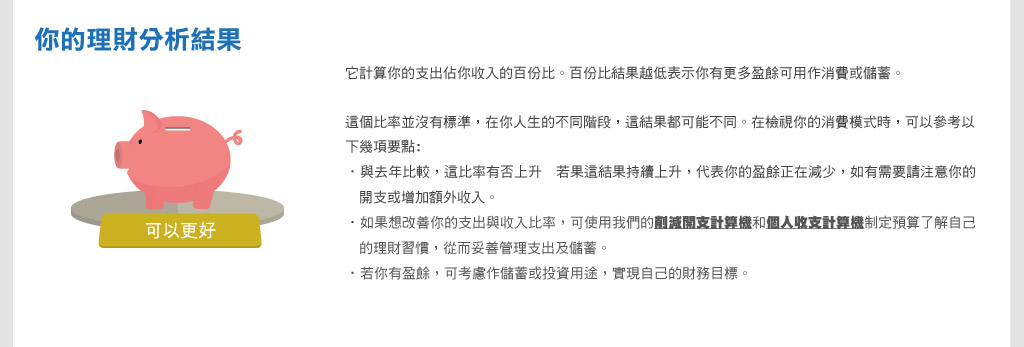 你的理財分析結果
它計算你的支出佔你收入的百份比。百份比結果越低表示你有更多盈餘可用作消費或儲蓄。
這個比率並沒有標準，在你人生的不同階段，這結果都可能不同。在檢視你的消費模式時，可以參考以
下幾項要點:
·與去年比較，這比率有否上升　若果這結果持續上升，代表你的盈餘正在減少，如有需要請注意你的
開支或增加額外收入。
·如果想改善你的支出與收入比率，可使用我們的削減開支計算機和個人收支計算機制定預算了解自己
的理財習慣，從而妥善管理支出及儲蓄。
·若你有盈餘，可考慮作儲蓄或投資用途，實現自己的財務目標。
可以更好